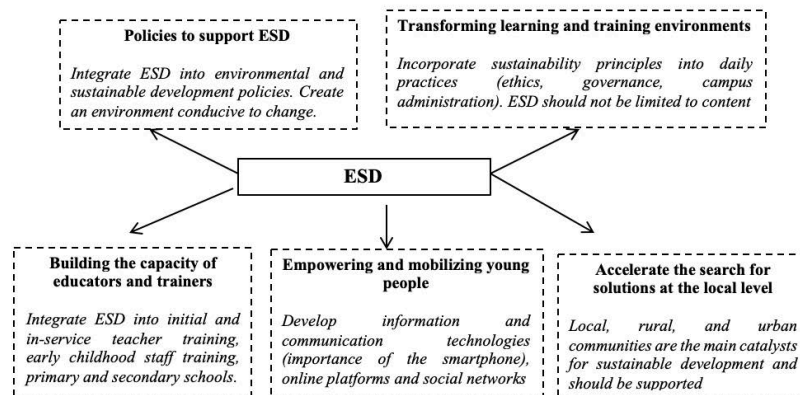 Policies to support ESD
Integrate ESD into environmental and
sustainable development policies. Create
an environment conducive to change.
Transforming learning and training environments
Incorporate sustainability principles into daily
practices (ethics, governance, campus
administration). ESD should not be limited to content
ESD
Building the capacity of
educators and trainers
Integrate ESD into initial and
in-service teacher training,
early childhood staff training,
primary and secondary schools.
Empowering and mobilizing young
people
Develop information and
communication technologies
(importance of the smartphone),
online platforms and social networks
Accelerate the search for
solutions at the local level
Local, rural, and urban
communities are the main catalysts
for sustainable development and
should be supported